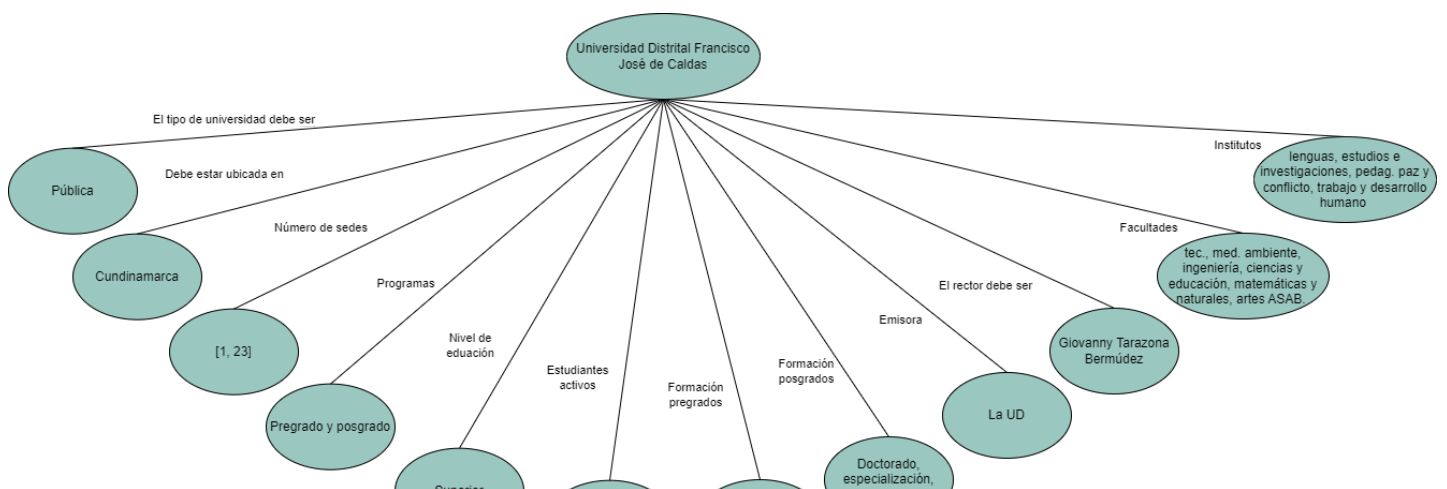 Universidad Distrital Francisco
José de Caldas
El tipo de universidad debe ser
Institutos
lenguas, estudios e
investigaciones, pedag. paz y
conflicto, trabajo y desarrollo
humano
Pública
Debe estar ubicada en
Número de sedes
Facultades
tec., med. ambiente,
ingeniería, ciencias y
educación, matemáticas y
naturales, artes ASAB.
Cundinamarca
Programas
El rector debe ser
Emisora
Nivel de
eduación
Giovanny Tarazona
Bermúdez
[1, 23]
Estudiantes
activos
Formación
posgrados
Formación
pregrados
La UD
Pregrado y posgrado
Doctorado,
especialización,
Superior